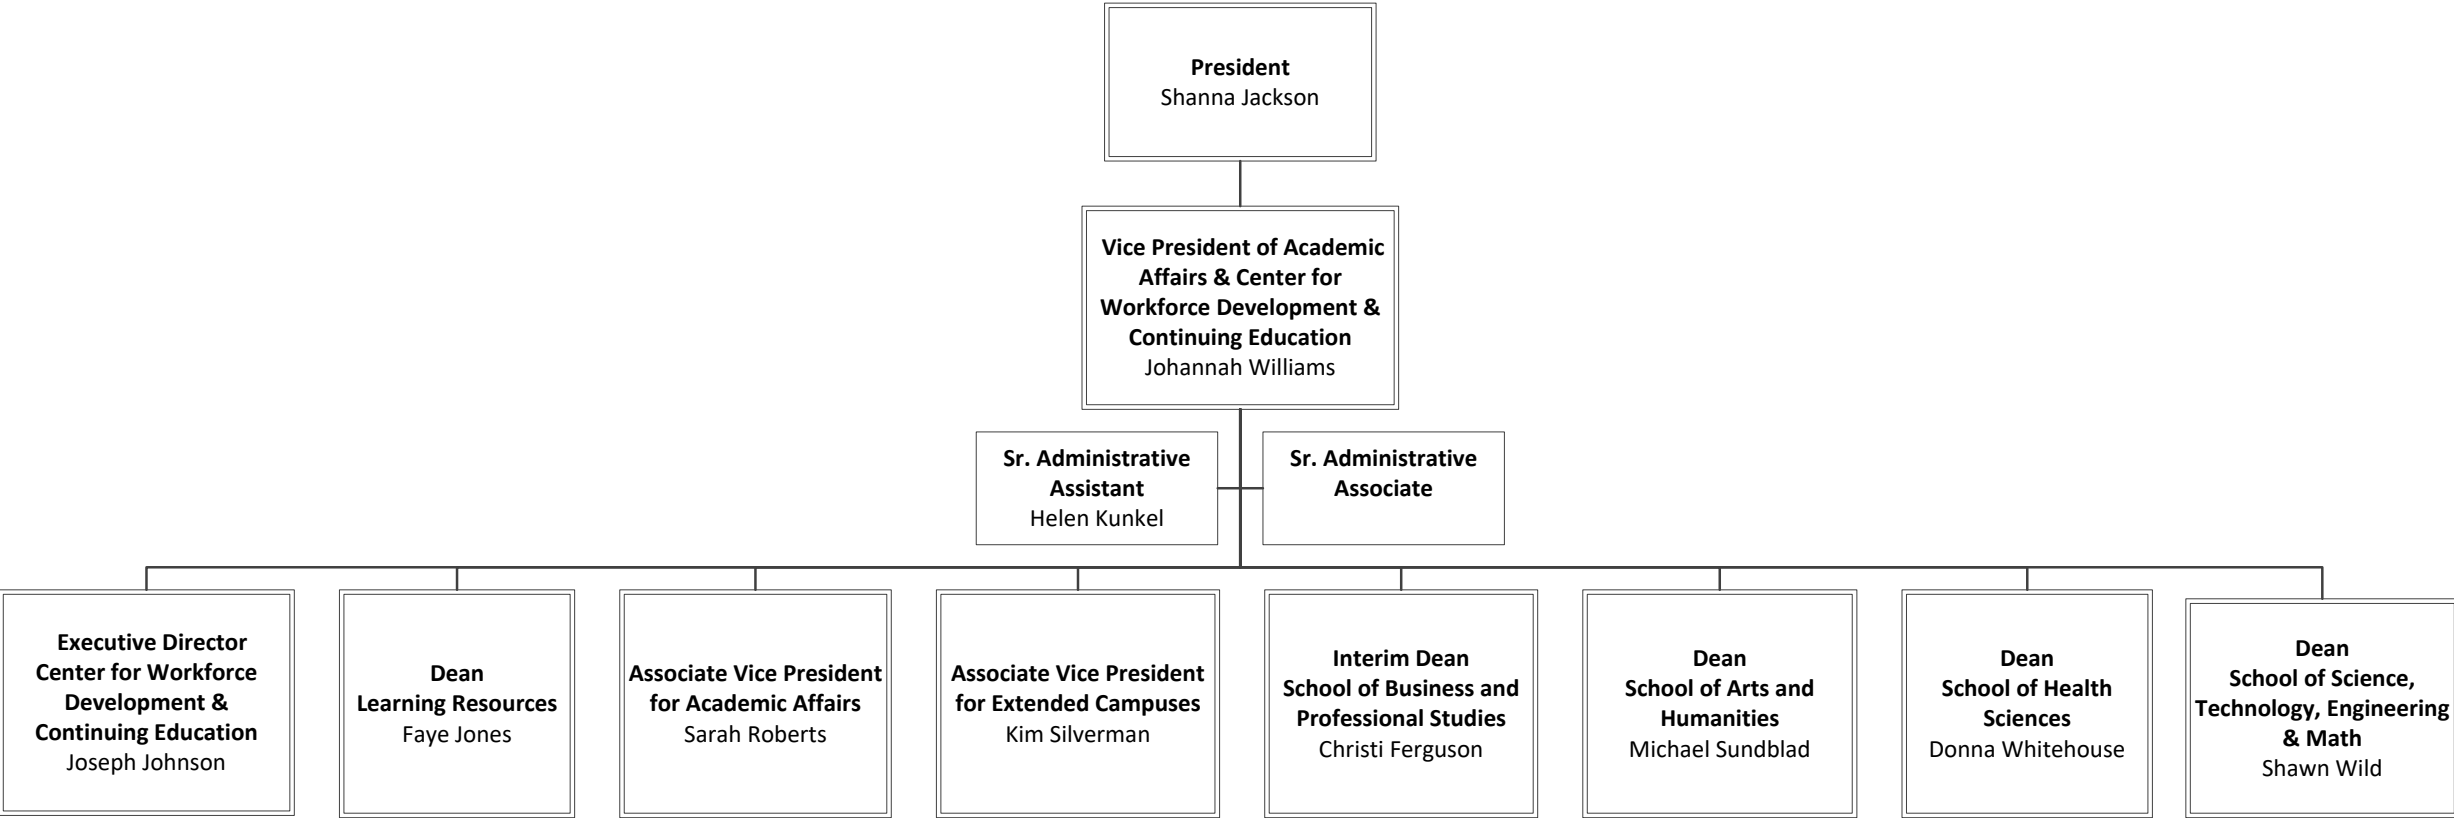 President
Shanna Jackson
Vice President of Academic
Affairs & Center for
Workforce Development &
Continuing Education
Johannah Williams
Sr. Administrative
Assistant
Helen Kunkel
Sr. Administrative
Associate
Executive Director
Center for Workforce
Development &
Continuing Education
Joseph Johnson
Dean
Learning Resources
Faye Jones
Associate Vice President
for Academic Affairs
Sarah Roberts
Associate Vice President
for Extended Campuses
Kim Silverman
Interim Dean
School of Business and
Professional Studies
Christi Ferguson
Dean
School of Arts and
Humanities
Michael Sundblad
Dean
School of Health
Sciences
Donna Whitehouse
Dean
School of Science,
Technology, Engineering
& Math
Shawn Wild